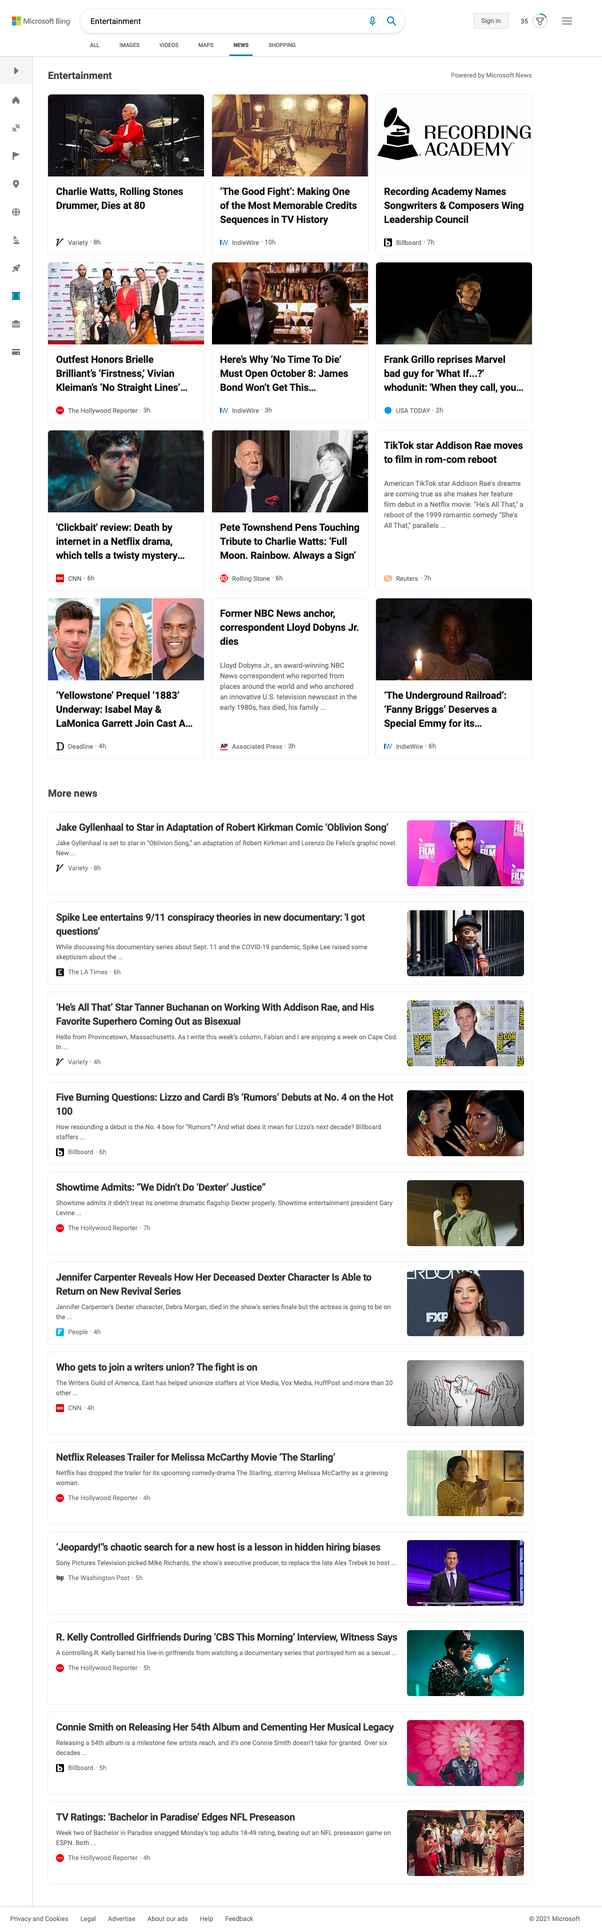 Microsoft Bing
Entertainment
Sign in
35
ALL
IMAGES
VIDEOS
MAPS
NEWS
SHOPPING
Entertainment
Powered by Microsoft News
Charlie Watts, Rolling Stones
Drummer, Dies at 80
Variety · 8h
'The Good Fight': Making One
of the Most Memorable Credits
Sequences in TV History
IW IndieWire · 10h
RECORDING
ACADEMY
Recording Academy Names
Songwriters & Composers Wing
Leadership Council
Billboard · 7h
Outfest Honors Brielle
Brilliant's 'Firstness,' Vivian
Kleiman's 'No Straight Lines'...
The Hollywood Reporter · 3h
Here's Why 'No Time To Die'
Must Open October 8: James
Bond Won't Get This...
IW IndieWire · 3h
Frank Grillo reprises Marvel
bad guy for 'What If...?'
whodunit: 'When they call, you...
USA TODAY · 2h
'Clickbait' review: Death by
internet in a Netflix drama,
which tells a twisty mystery...
CNN · 6h
Pete Townshend Pens Touching
Tribute to Charlie Watts: 'Full
Moon. Rainbow. Always a Sign'
Rolling Stone · 6h
TikTok star Addison Rae moves
to film in rom-com reboot
American TikTok star Addison Rae's dreams
are coming true as she makes her feature
film debut in a Netflix movie. "He's All That," a
reboot of the 1999 romantic comedy "She's
All That," parallels ...
Reuters · 7h
'Yellowstone' Prequel '1883'
Underway: Isabel May &
LaMonica Garrett Join Cast A...
D Deadline · 4h
Former NBC News anchor,
correspondent Lloyd Dobyns Jr.
dies
Lloyd Dobyns Jr., an award-winning NBC
News correspondent who reported from
places around the world and who anchored
an innovative U.S. television newscast in the
early 1980s, has died, his family ...
AP Associated Press · 3h
'The Underground Railroad':
'Fanny Briggs' Deserves a
Special Emmy for its...
IW IndieWire · 6h
More news
Jake Gyllenhaal to Star in Adaptation of Robert Kirkman Comic 'Oblivion Song'
Jake Gyllenhaal is set to star in "Oblivion Song," an adaptation of Robert Kirkman and Lorenzo De Felici's graphic novel.
New ...
Variety · 8h
FILM
Spike Lee entertains 9/11 conspiracy theories in new documentary: 'I got
questions'
While discussing his documentary series about Sept. 11 and the COVID-19 pandemic, Spike Lee raised some
skepticism about the ...
The LA Times · 6h
'He's All That' Star Tanner Buchanan on Working With Addison Rae, and His
Favorite Superhero Coming Out as Bisexual
Hello from Provincetown, Massachusetts. As I write this week's column, Fabian and I are enjoying a week on Cape Cod.
In ...
Variety · 4h
Five Burning Questions: Lizzo and Cardi B's 'Rumors' Debuts at No. 4 on the Hot
100
How resounding a debut is the No. 4 bow for "Rumors"? And what does it mean for Lizzo's next decade? Billboard
staffers ...
Billboard · 6h
Showtime Admits: "We Didn't Do 'Dexter' Justice"
Showtime admits it didn't treat its onetime dramatic flagship Dexter properly. Showtime entertainment president Gary
Levine ...
The Hollywood Reporter · 7h
Jennifer Carpenter Reveals How Her Deceased Dexter Character Is Able to
Return on New Revival Series
Jennifer Carpenter's Dexter character, Debra Morgan, died in the show's series finale but the actress is going to be on
the ...
People · 4h
FXP
Who gets to join a writers union? The fight is on
The Writers Guild of America, East has helped unionize staffers at Vice Media, Vox Media, HuffPost and more than 20
other ...
CNN · 4h
Netflix Releases Trailer for Melissa McCarthy Movie 'The Starling'
Netflix has dropped the trailer for its upcoming comedy-drama The Starling, starring Melissa McCarthy as a grieving
woman.
The Hollywood Reporter · 4h
'Jeopardy!''s chaotic search for a new host is a lesson in hidden hiring biases
Sony Pictures Television picked Mike Richards, the show's executive producer, to replace the late Alex Trebek to host ...
wp The Washington Post · 5h
R. Kelly Controlled Girlfriends During 'CBS This Morning' Interview, Witness Says
A controlling R. Kelly barred his live-in girlfriends from watching a documentary series that portrayed him as a sexual ...
The Hollywood Reporter · 5h
Connie Smith on Releasing Her 54th Album and Cementing Her Musical Legacy
Releasing a 54th album is a milestone few artists reach, and it's one Connie Smith doesn't take for granted. Over six
decades ...
Billboard · 5h
TV Ratings: 'Bachelor in Paradise' Edges NFL Preseason
Week two of Bachelor in Paradise snagged Monday's top adults 18-49 rating, beating out an NFL preseason game on
ESPN. Both ...
The Hollywood Reporter · 4h
Privacy and Cookies
Legal
Advertise
About our ads
Help
Feedback
© 2021 Microsoft